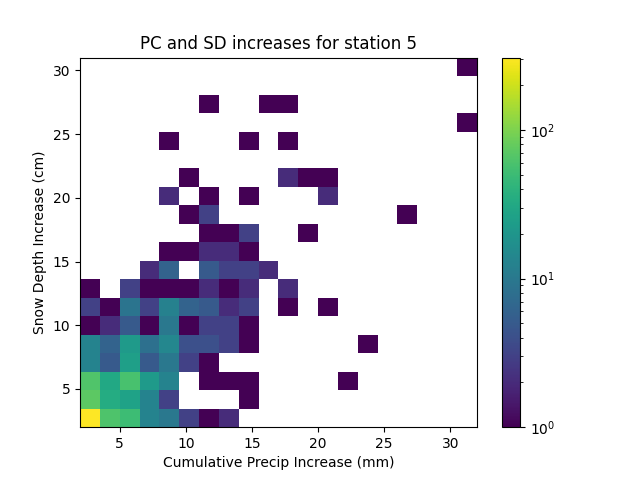 PC and SD increases for station 5
30
25
20
15
10
5
Snow Depth Increase (cm)
5 10 15 20 25 30
Cumulative Precip Increase (mm)
10²
10¹
10⁰